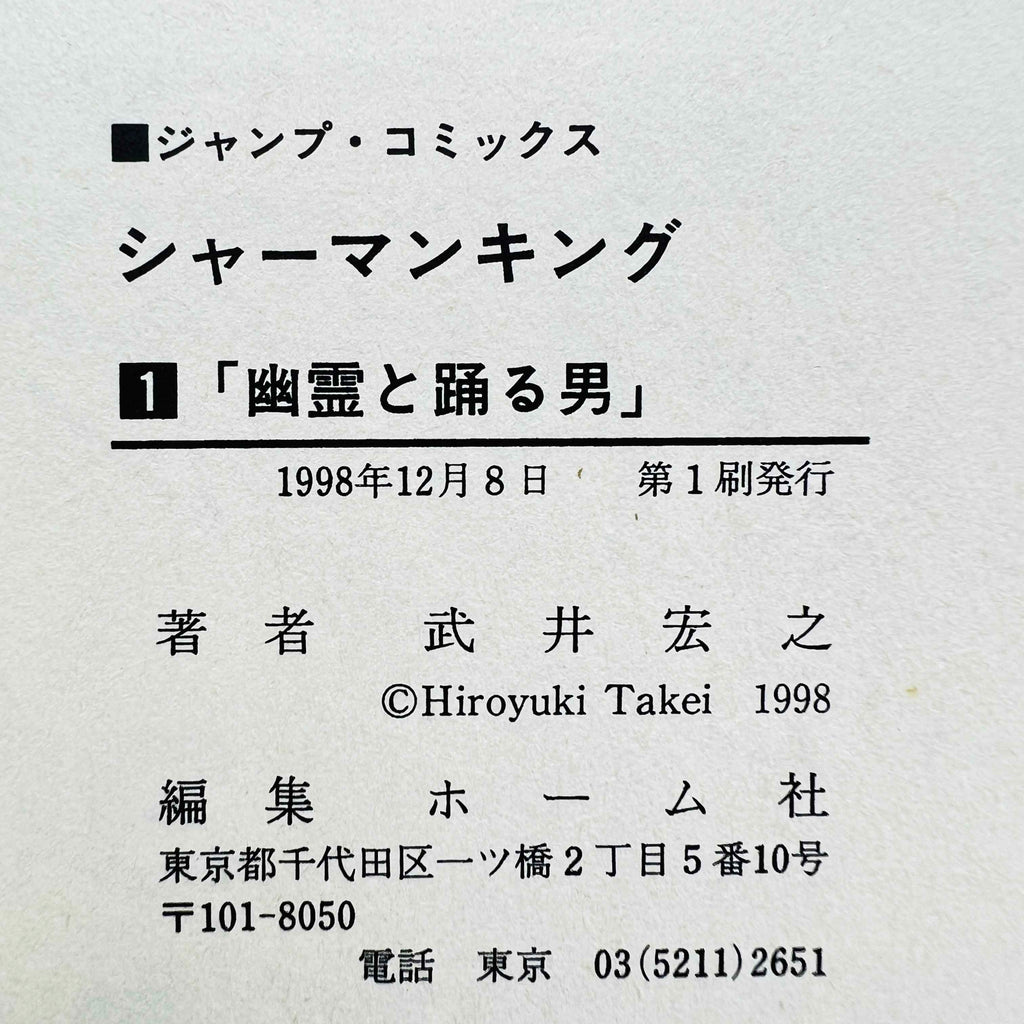 ■ジャンプ・コミックス
シャーマンキング
1「幽霊と踊る男」
1998年12月8日　第1刷発行
著者　武井宏之
©Hiroyuki Takei 1998
編集　ホーム社
東京都千代田区一ツ橋2丁目5番10号
〒101-8050
電話　東京　03(5211)2651